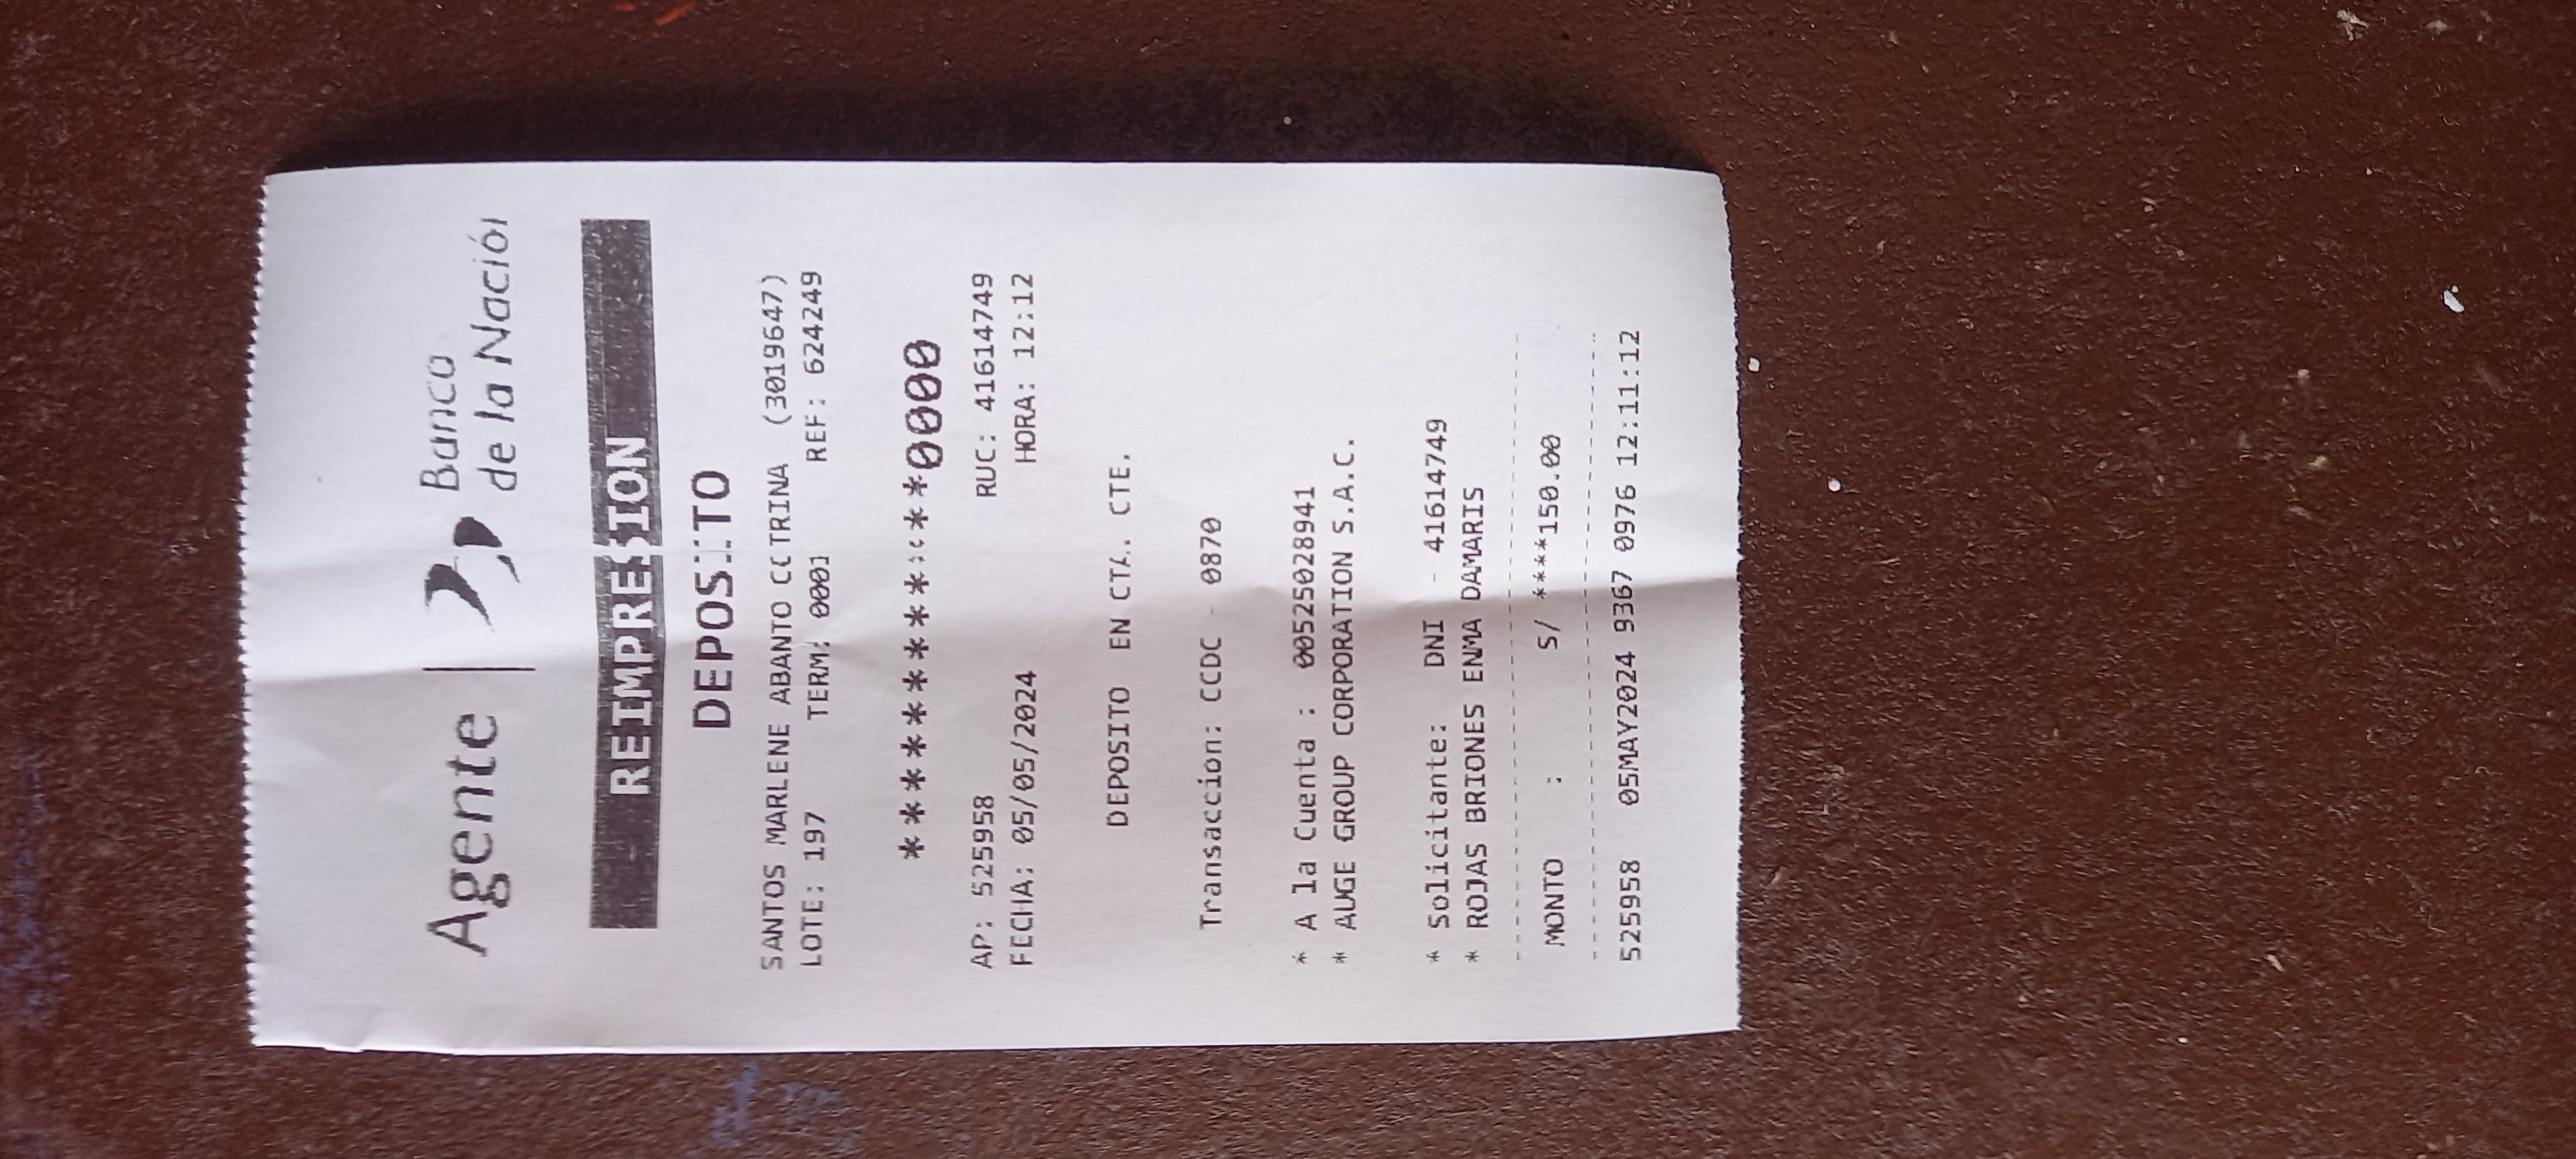 Agente | Banco
de la Nación
REIMPRESION
DEPOSITO
SANTOS MARLENE ABANTO (3019647)
LOTE: 197 TERM: 0001 REF: 624249
0000
AP: 525958 RUC: 41614749
FECHA: 05/05/2024 HORA: 12:12
DEPOSITO EN CTA. CTE.
Transacción: CCDC - 0870
* A la Cuenta : 00525028941
* AUGE GROUP CORPORATION S.A.C.
* Solicitante: DNI - 41614749
* ROJAS BRIONES ENMA DAMARIS
MONTO : S/ ****150.00
525958 05MAY2024 9367 0976 12:11:12